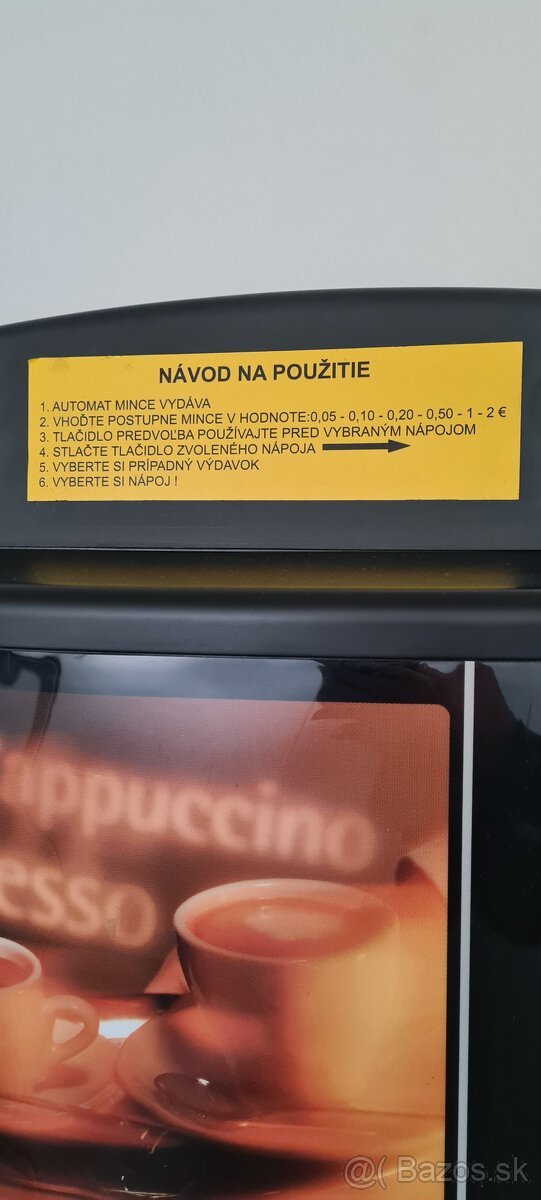 NÁVOD NA POUŽITIE
1. AUTOMAT MINCE VYDÁVA
2. VHOĎTE POSTUPNE MINCE V HODNOTE:0,05 - 0,10 - 0,20 - 0,50 - 1 - 2 €
3. TLAČIDLO PREDVOĽBA POUŽÍVAJTE PRED VYBRANÝM NÁPOJOM
4. STLAČTE TLAČIDLO ZVOLENÉHO NÁPOJA
5. VYBERTE SI PRÍPADNÝ VÝDAVOK
6. VYBERTE SI NÁPOJ !
appuccino
esso
@( Bazos.sk